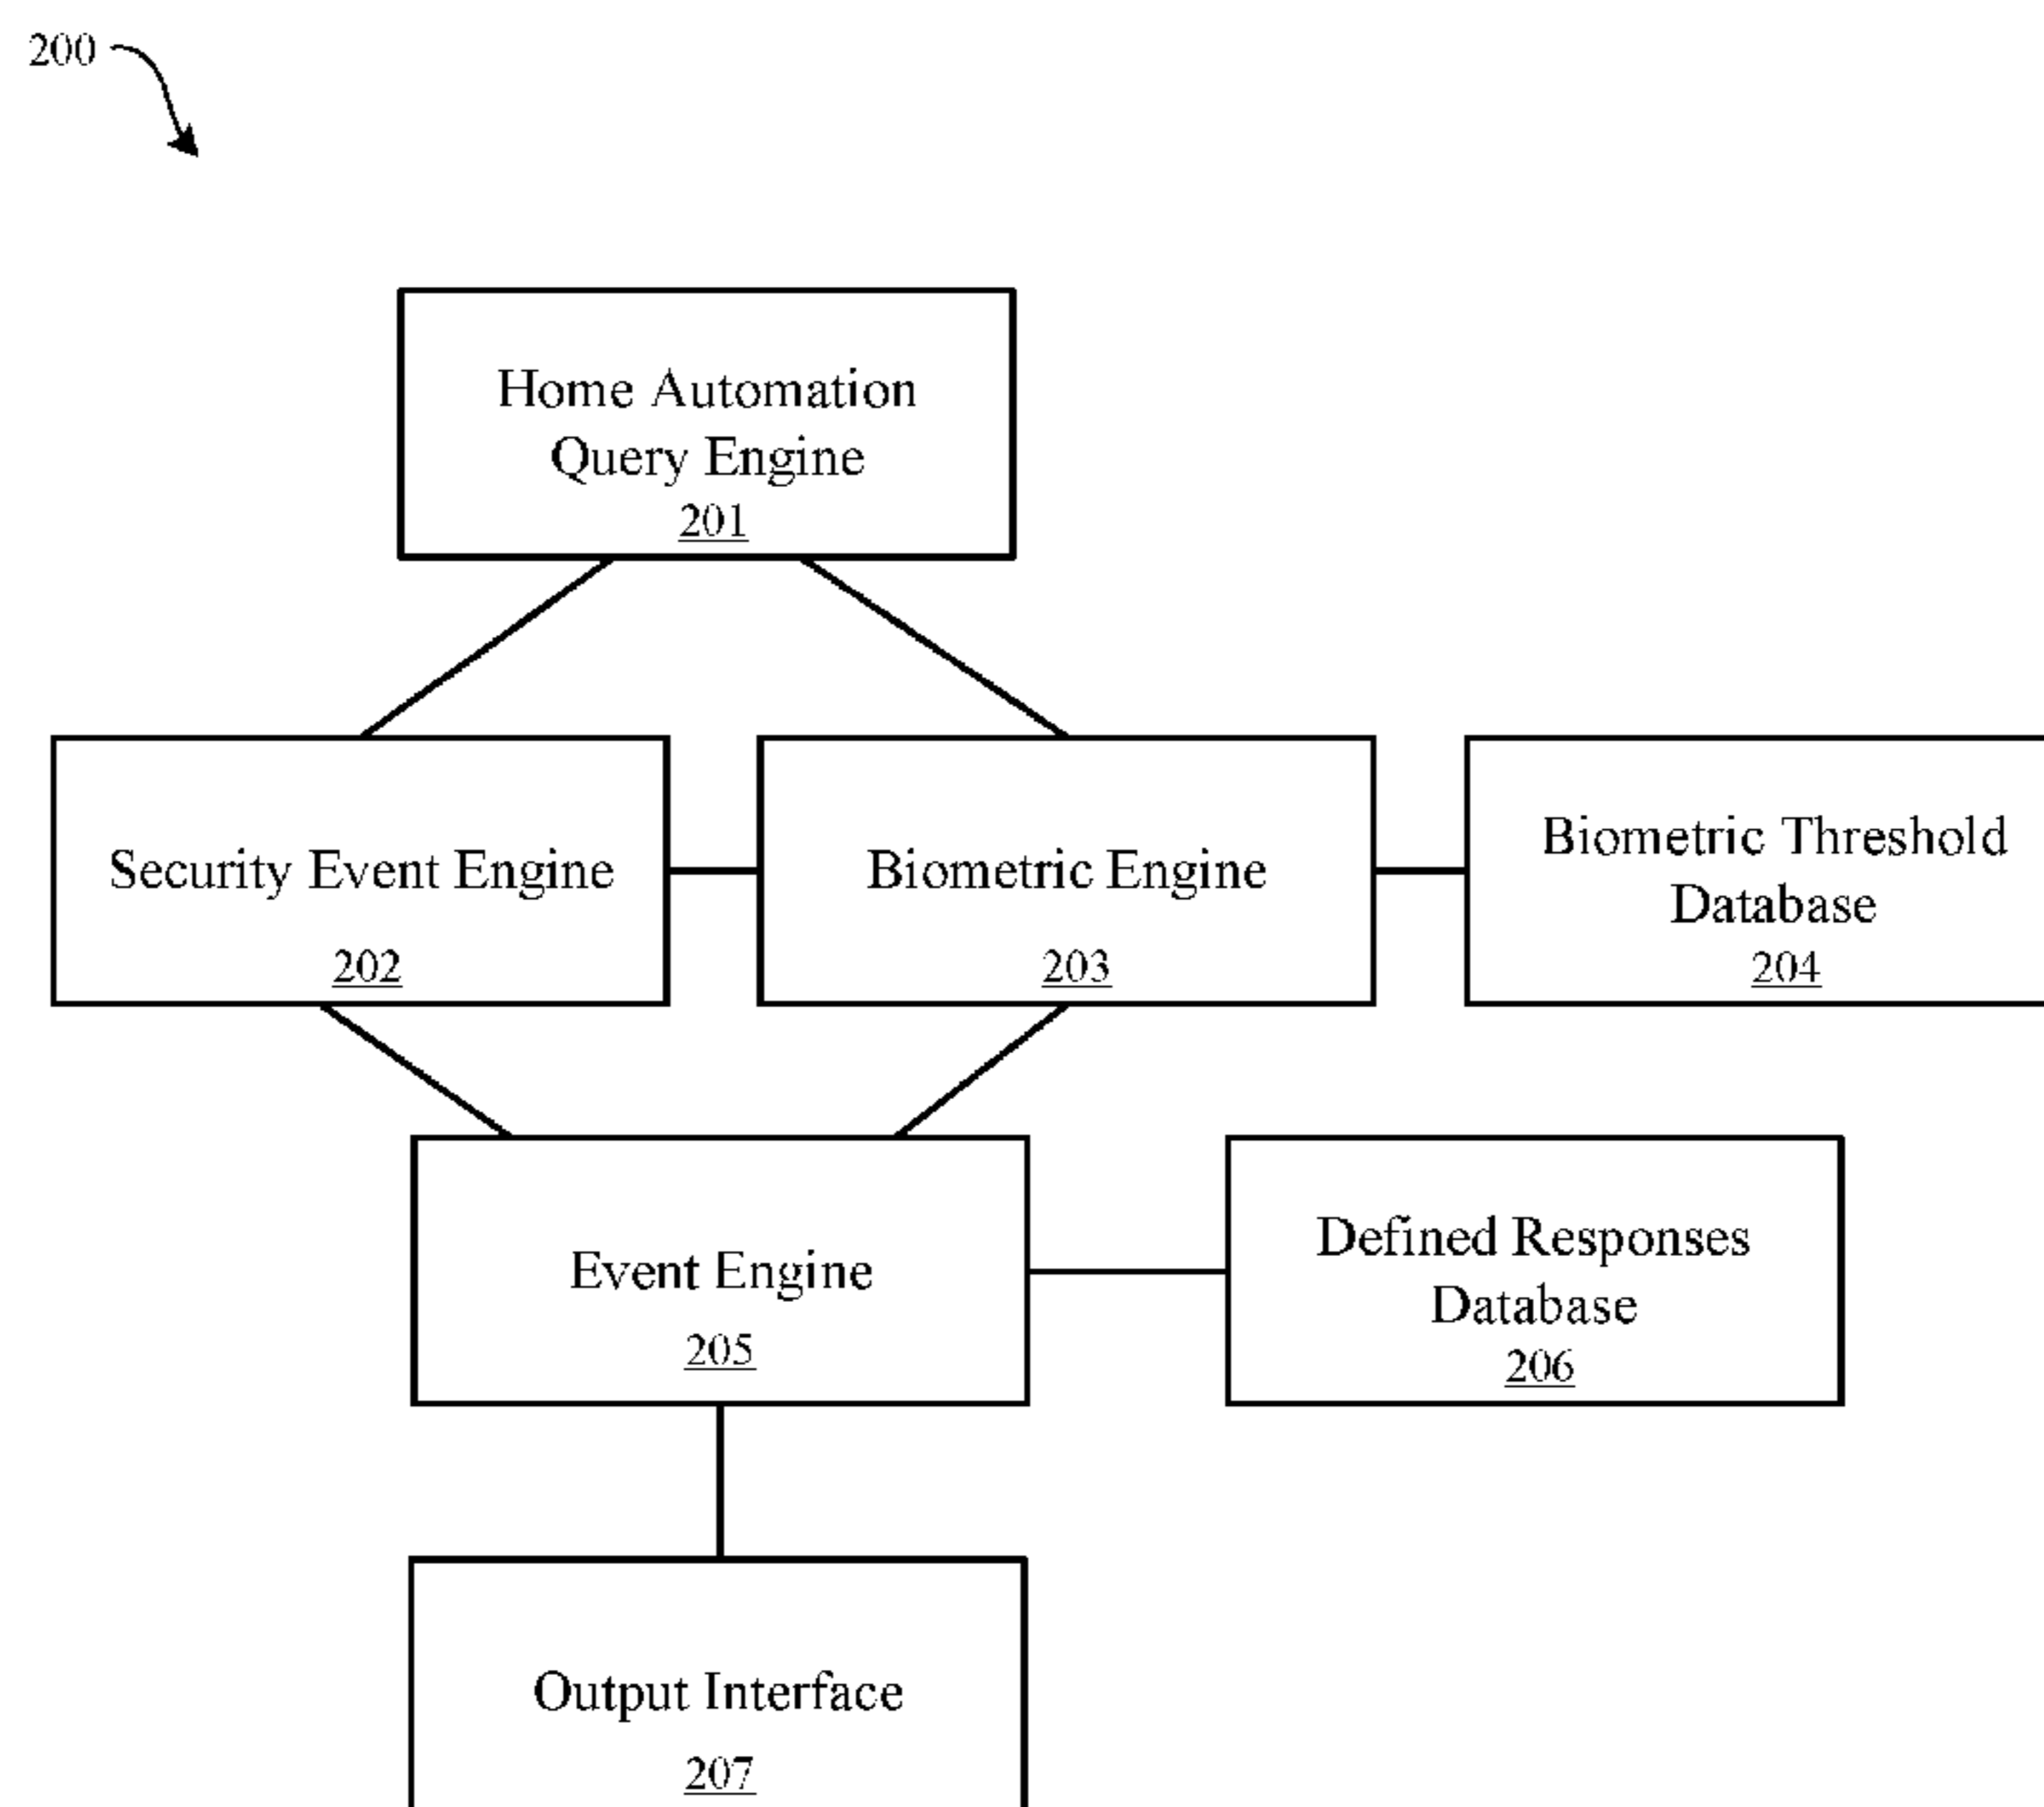 200
Home Automation
Query Engine
201
Security Event Engine
202
Biometric Engine
203
Biometric Threshold
Database
204
Event Engine
205
Defined Responses
Database
206
Output Interface
207